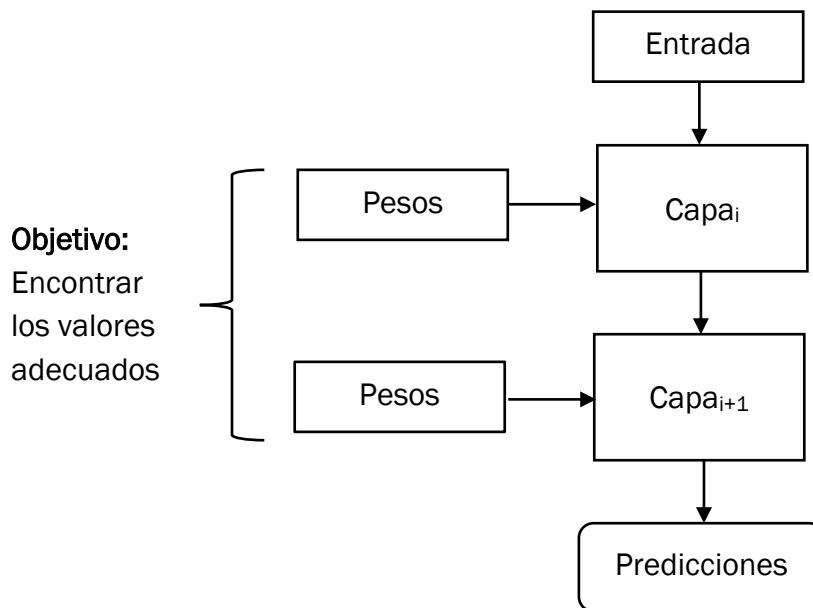 Entrada
Pesos
Capaᵢ
Objetivo:
Encontrar
los valores
adecuados
Pesos
Capaᵢ₊₁
Predicciones